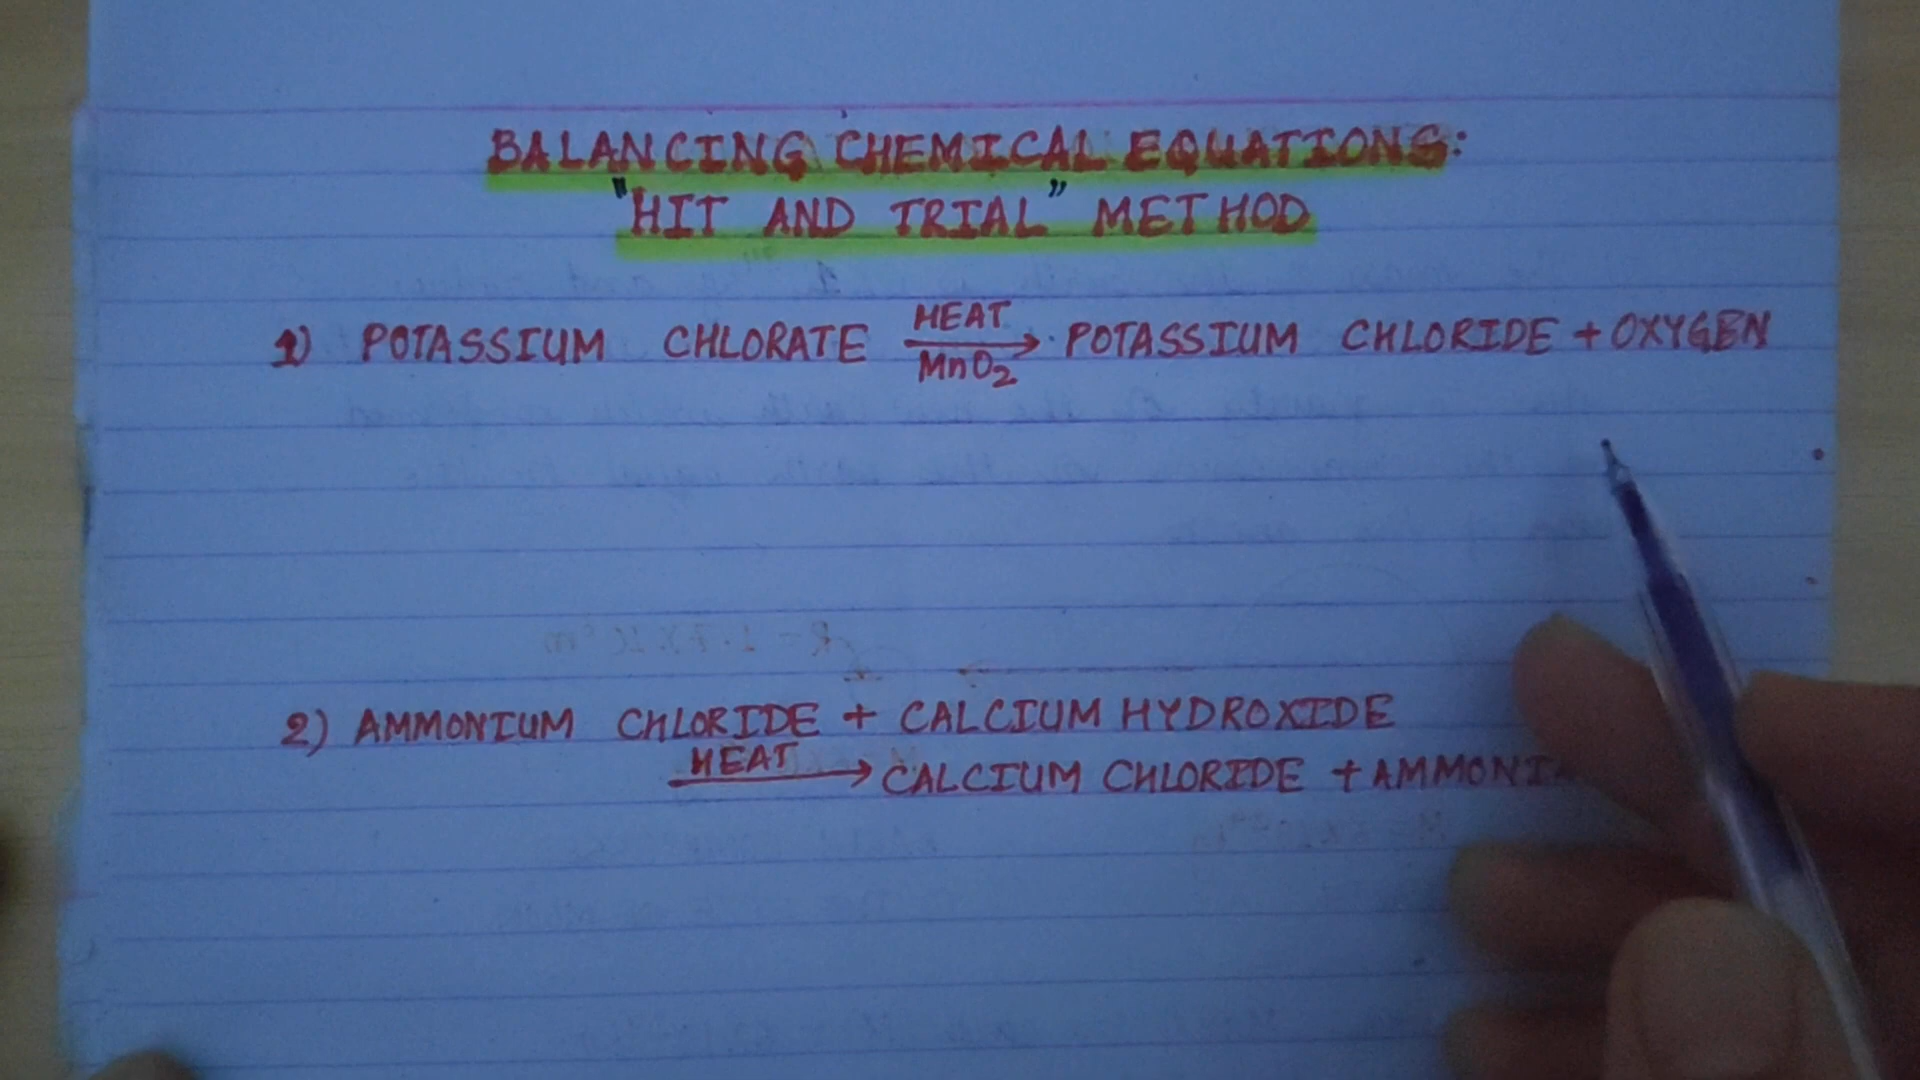 BALANCING CHEMICAL EQUATIONS:
"HIT AND TRIAL" METHOD
1) POTASSIUM CHLORATE HEAT MnO2 → POTASSIUM CHLORIDE + OXYGEN
2) AMMONIUM CHLORIDE + CALCIUM HYDROXIDE
HEAT → CALCIUM CHLORIDE + AMMONI